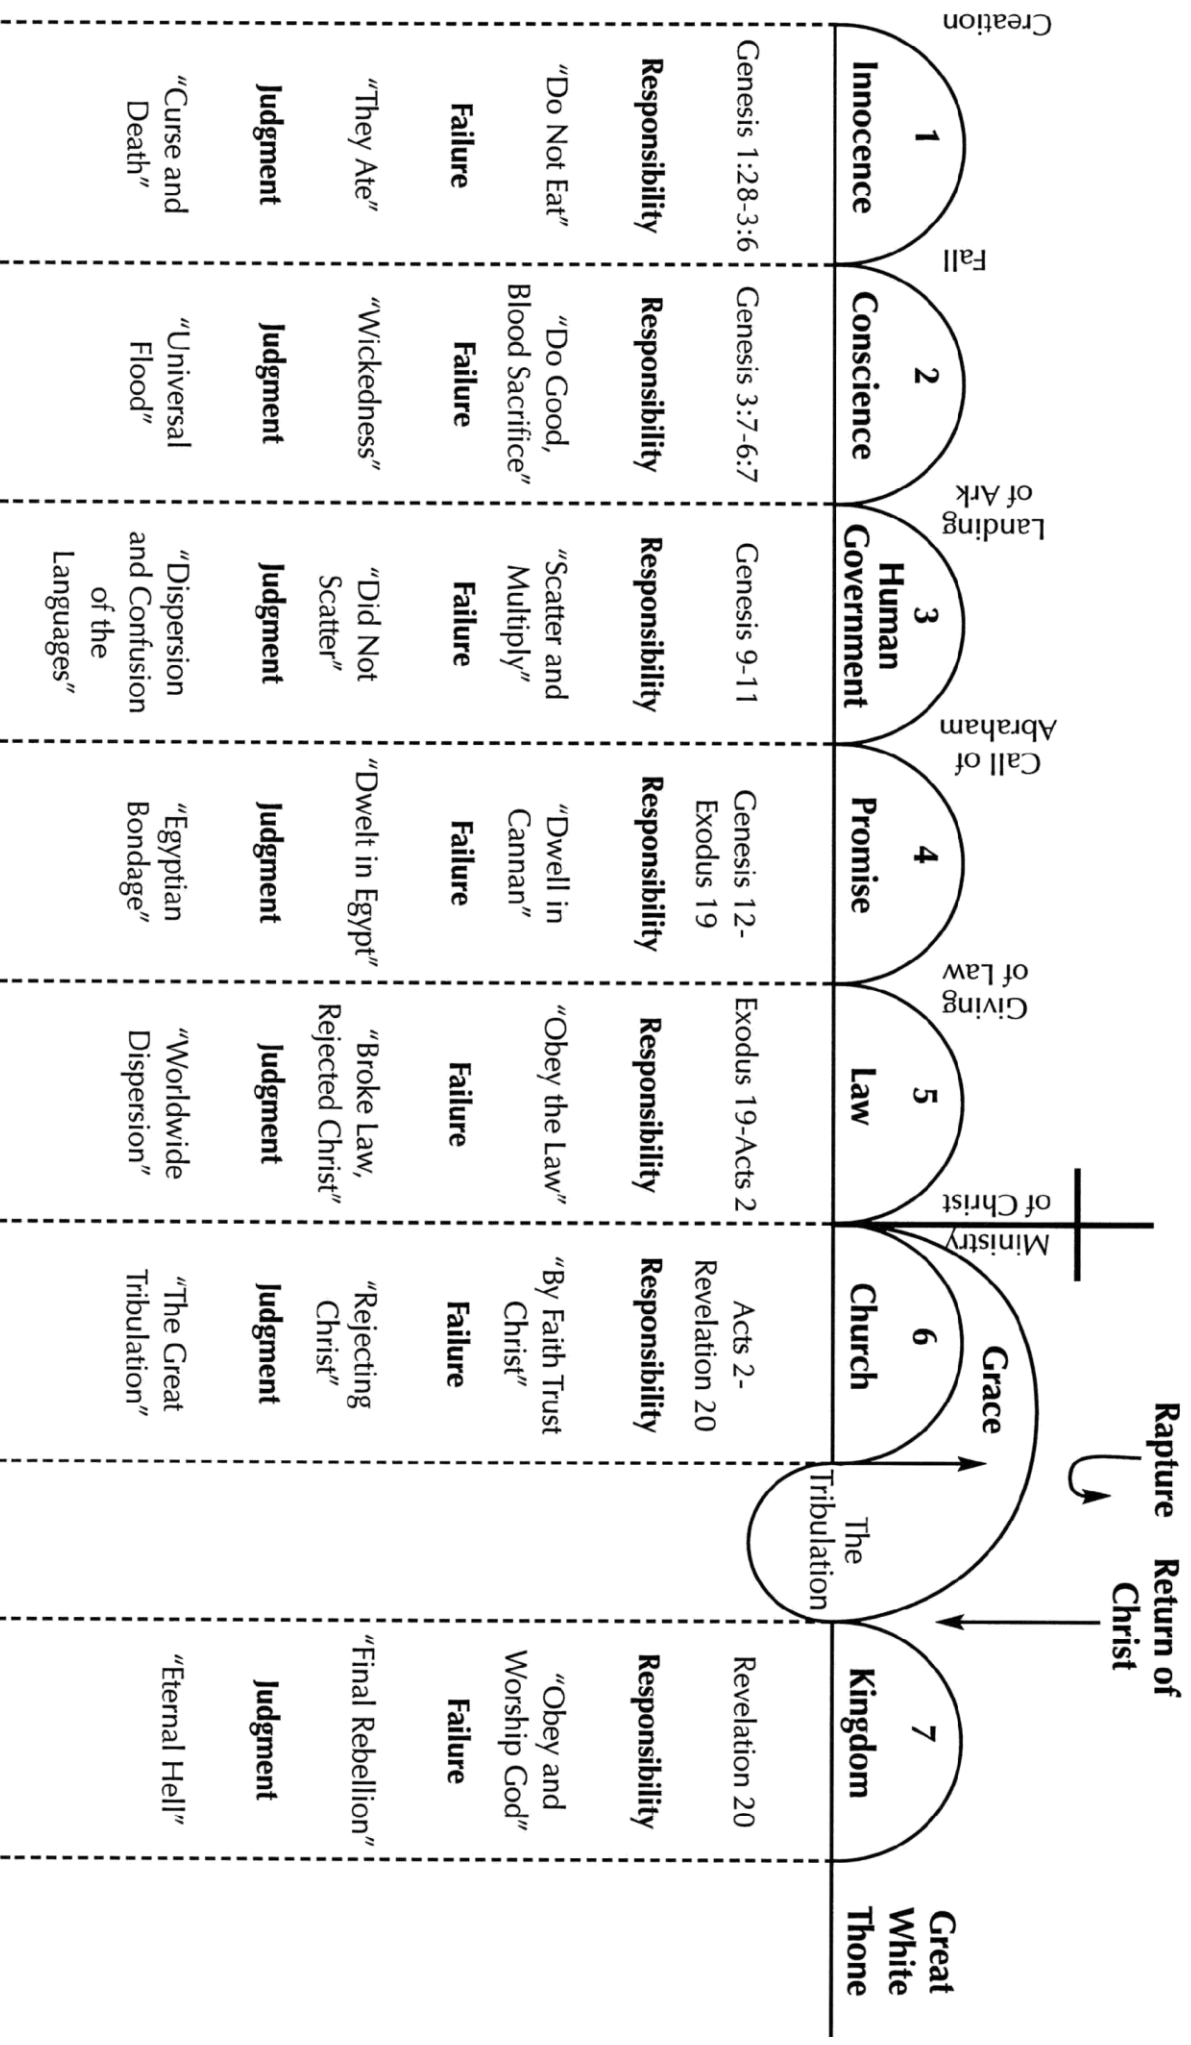 Rapture
Return of
Christ
Creation
Fall
Landing
of Ark
Call of
Abraham
Giving
of Law
Ministry
of Christ
Grace
Great
White
Thone
1
Innocence
Genesis 1:28-3:6
Responsibility
“Do Not Eat”
Failure
“They Ate”
Judgment
“Curse and
Death”
2
Conscience
Genesis 3:7-6:7
Responsibility
“Do Good,
Blood Sacrifice”
Failure
“Wickedness”
Judgment
“Universal
Flood”
3
Human
Government
Genesis 9-11
Responsibility
“Scatter and
Multiply”
Failure
“Did Not
Scatter”
Judgment
“Dispersion
and Confusion
of the
Languages”
4
Promise
Genesis 12-
Exodus 19
Responsibility
“Dwell in
Cannan”
Failure
“Dwelt in Egypt”
Judgment
“Egyptian
Bondage”
5
Law
Exodus 19-Acts 2
Responsibility
“Obey the Law”
Failure
“Broke Law,
Rejected Christ”
Judgment
“Worldwide
Dispersion”
6
Church
Acts 2-
Revelation 20
Responsibility
“By Faith Trust
Christ”
Failure
“Rejecting
Christ”
Judgment
“The Great
Tribulation”
The
Tribulation
7
Kingdom
Revelation 20
Responsibility
“Obey and
Worship God”
Failure
“Final Rebellion”
Judgment
“Eternal Hell”